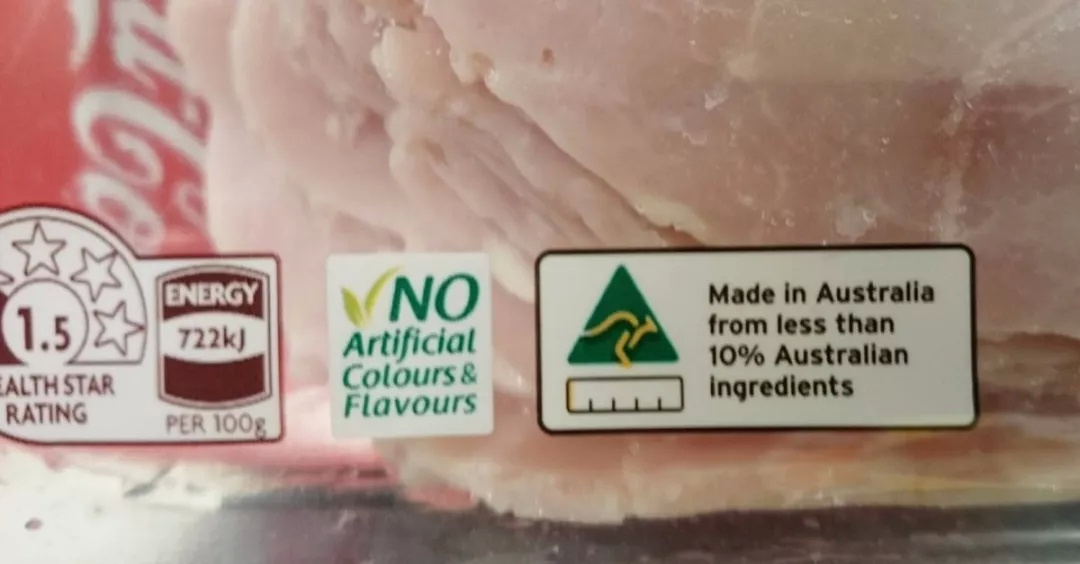 1.5
HEALTH STAR
RATING
ENERGY
722kJ
PER 100g
NO
Artificial
Colours &
Flavours
Made in Australia
from less than
10% Australian
ingredients